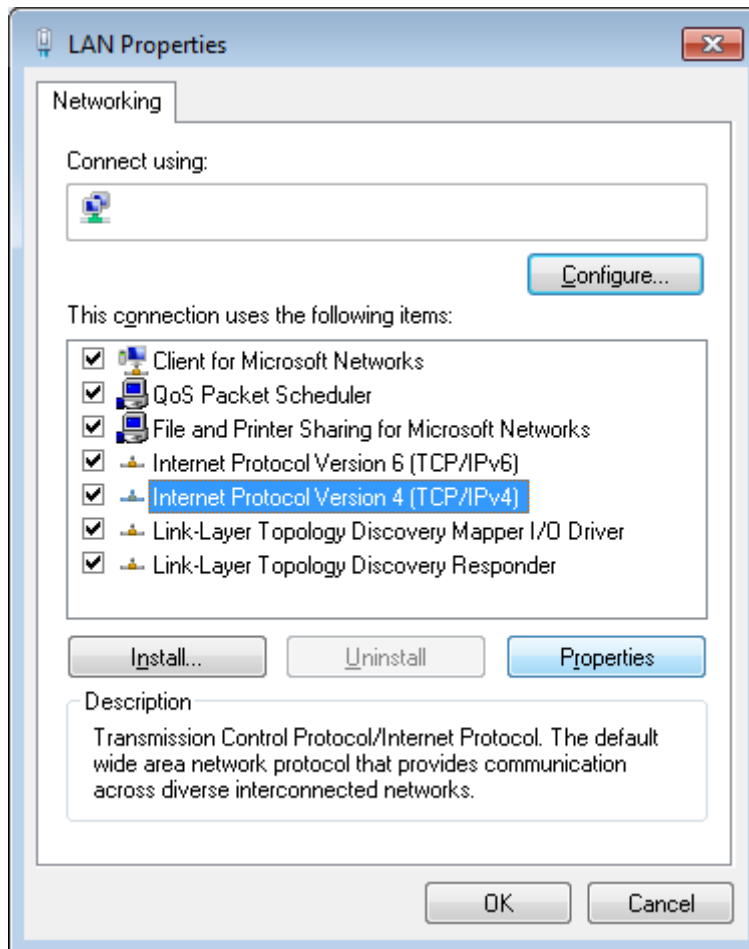 LAN Properties
Networking
Connect using:
Configure...
This connection uses the following items:
Client for Microsoft Networks
QoS Packet Scheduler
File and Printer Sharing for Microsoft Networks
Internet Protocol Version 6 (TCP/IPv6)
Internet Protocol Version 4 (TCP/IPv4)
Link-Layer Topology Discovery Mapper I/O Driver
Link-Layer Topology Discovery Responder
Install... Uninstall Properties
Description
Transmission Control Protocol/Internet Protocol. The default
wide area network protocol that provides communication
across diverse interconnected networks.
OK Cancel